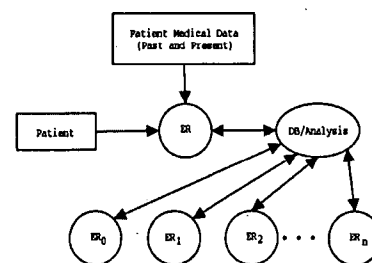 Patient Medical Data
(Past and Present)
Patient
ER
DB/Analysis
ER0
ER1
ER2
• • •
ERn